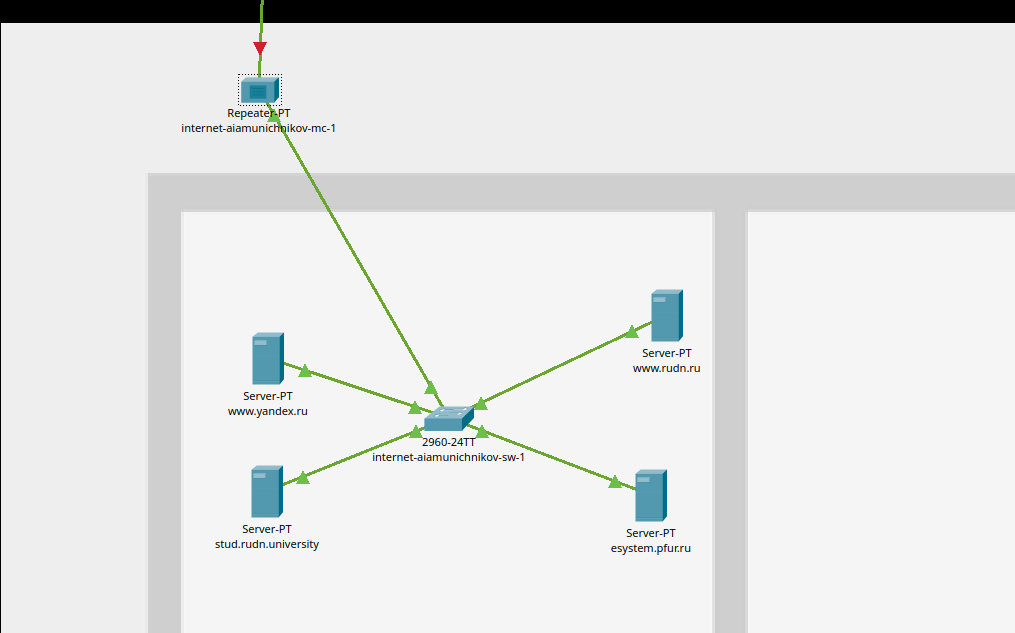 Repeater-PT
internet-aiamunichnikov-mc-1
Server-PT
www.rudn.ru
Server-PT
www.yandex.ru
2960-24TT
internet-aiamunichnikov-sw-1
Server-PT
stud.rudn.university
Server-PT
esystem.pfur.ru